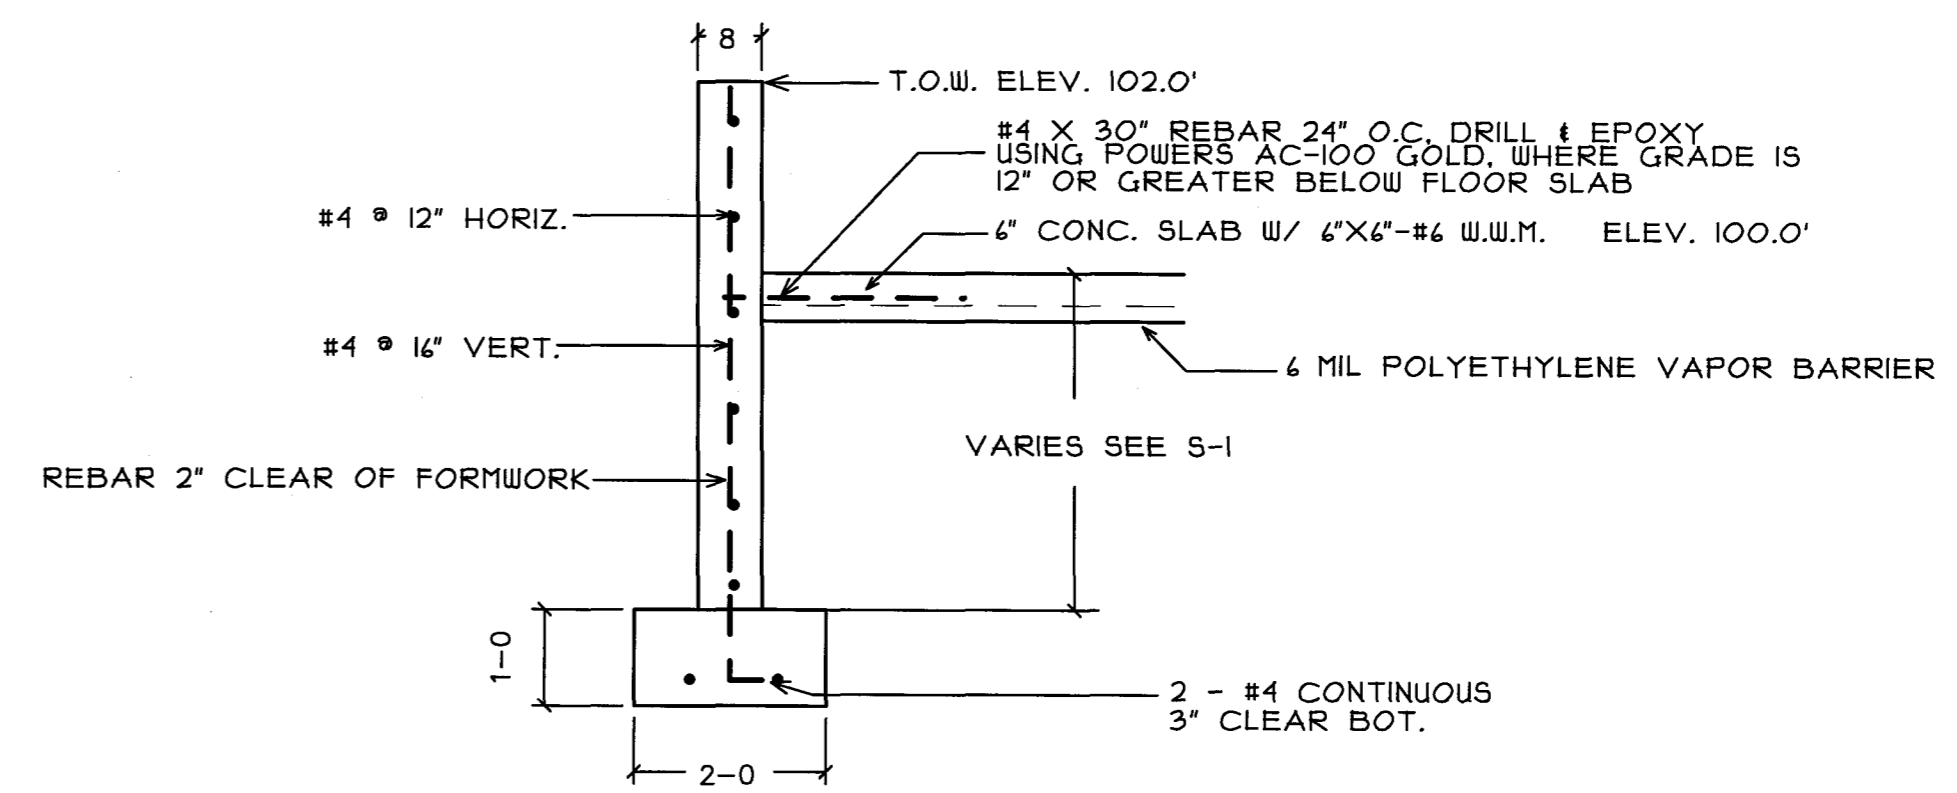 8
T.O.W. ELEV. 102.0'
#4 X 30" REBAR 24" O.C. DRILL & EPOXY
USING POWERS AC-100 GOLD, WHERE GRADE IS
12" OR GREATER BELOW FLOOR SLAB
#4 @ 12" HORIZ.
6" CONC. SLAB W/ 6"X6"-#6 W.W.M. ELEV. 100.0'
#4 @ 16" VERT.
6 MIL POLYETHYLENE VAPOR BARRIER
VARIES SEE S-1
REBAR 2" CLEAR OF FORMWORK
1-0
2 - #4 CONTINUOUS
3" CLEAR BOT.
2-0